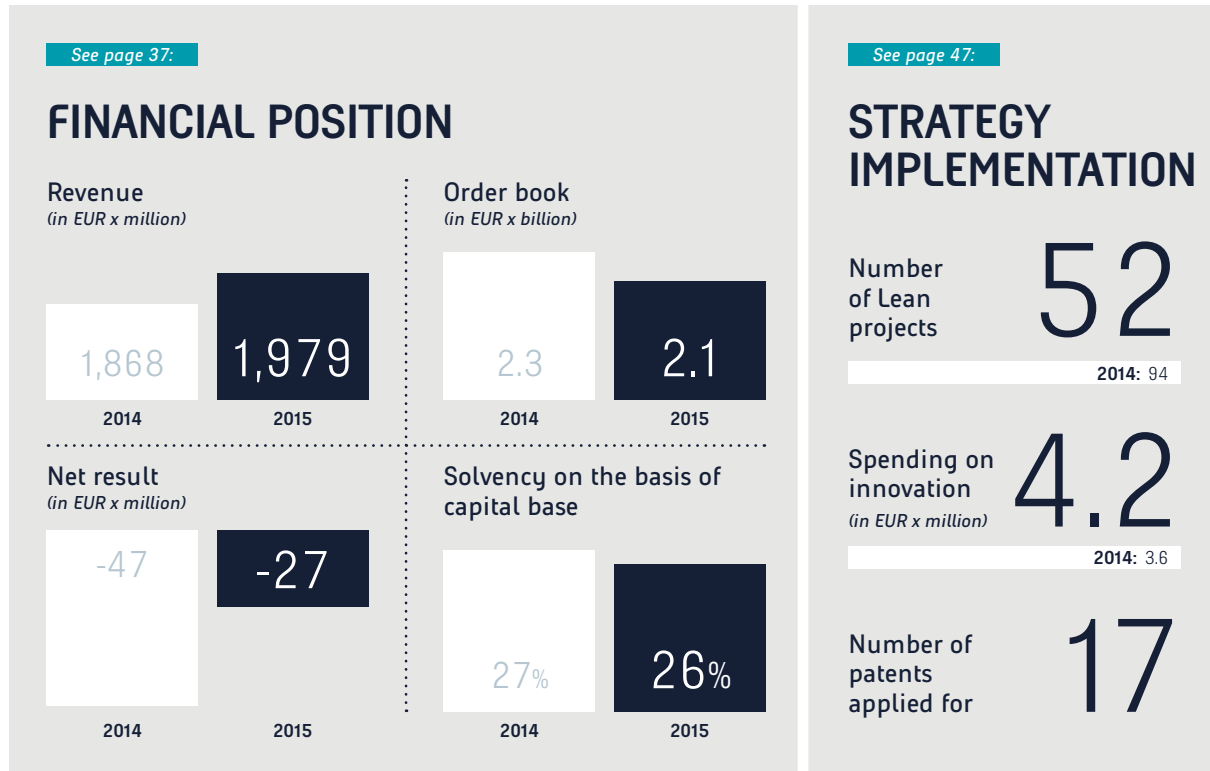 See page 37:
FINANCIAL POSITION
Revenue
(in EUR x million)
1,868
1,979
2014
2015
Order book
(in EUR x billion)
2.3
2.1
2014
2015
Net result
(in EUR x million)
-47
-27
2014
2015
Solvency on the basis of
capital base
27%
26%
2014
2015
See page 47:
STRATEGY
IMPLEMENTATION
Number
of Lean
projects
52
2014: 94
Spending on
innovation
(in EUR x million)
4.2
2014: 3.6
Number of
patents
applied for
17